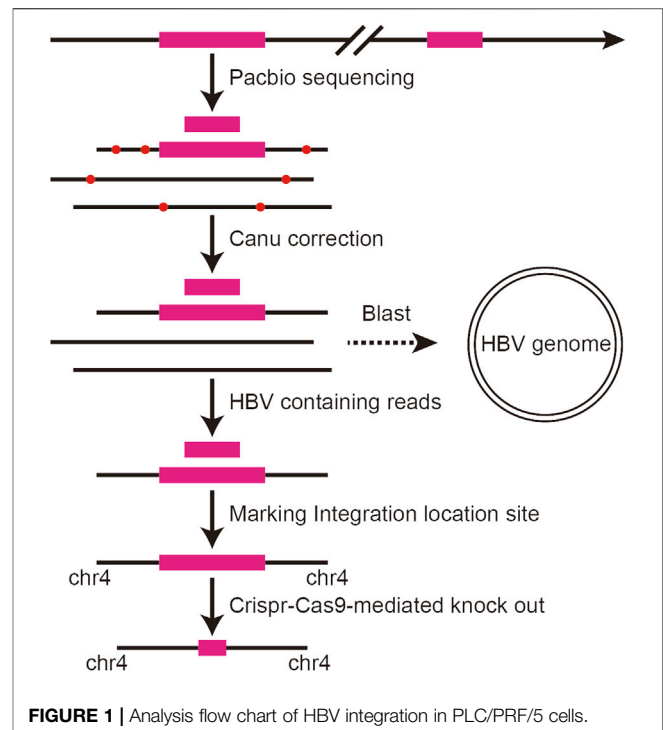 Pacbio sequencing
Canu correction
Blast
HBV genome
HBV containing reads
Marking Integration location site
chr4 chr4
Crispr-Cas9-mediated knock out
chr4 chr4
FIGURE 1 | Analysis flow chart of HBV integration in PLC/PRF/5 cells.